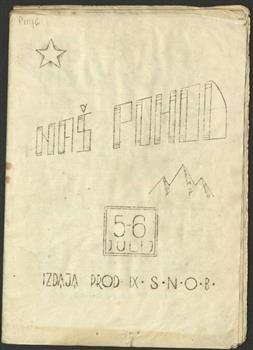 NAŠ POHOD
5-6
JULIJ
IZDAJA PROD IX·S·N·O·B·